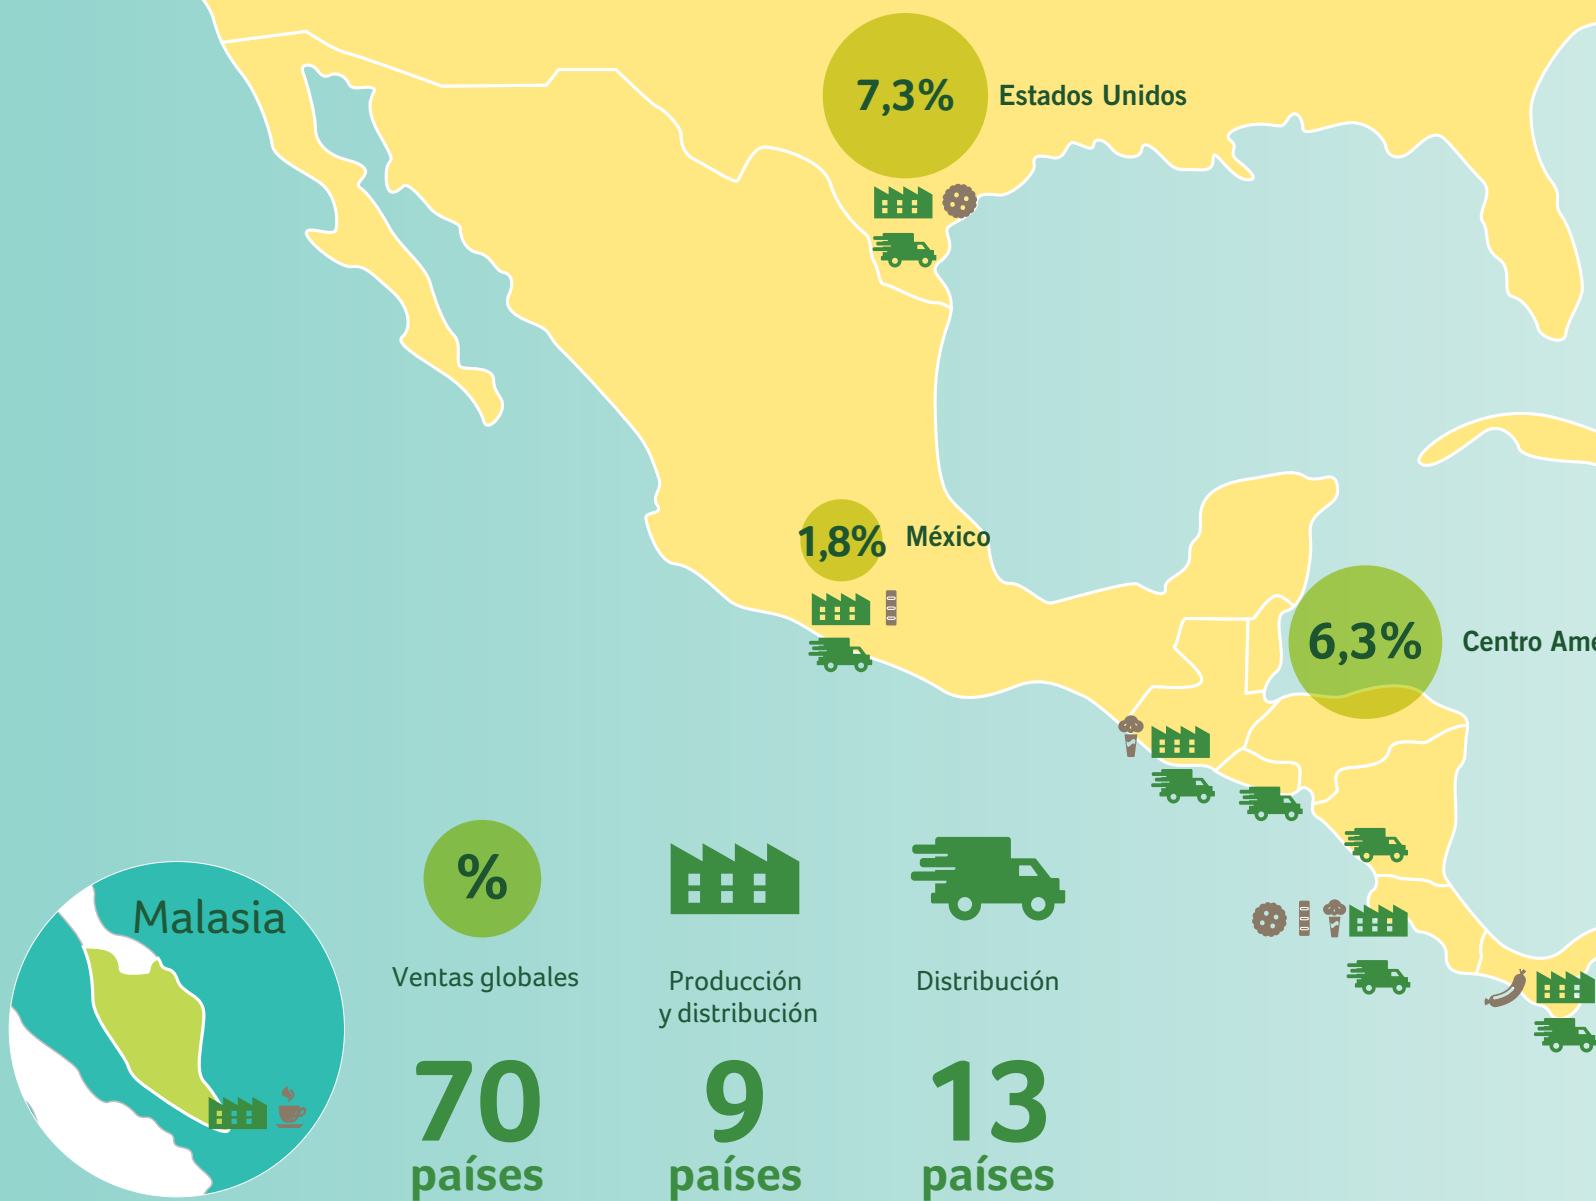 7,3%
Estados Unidos
1,8%
México
6,3%
Centro Amé
Malasia
%
Ventas globales
Producción
y distribución
Distribución
70
países
9
países
13
países